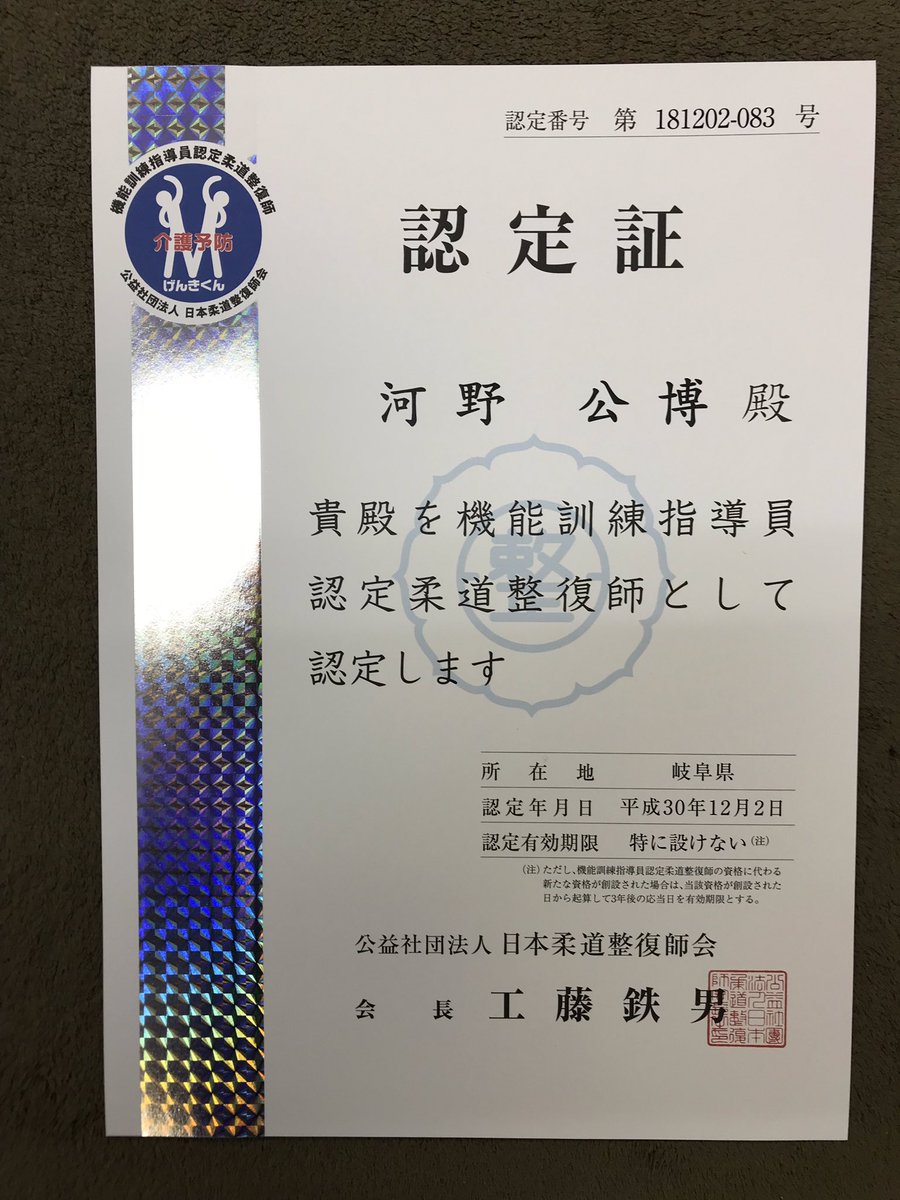 認定番号 第 181202-083 号
機能訓練指導員認定柔道整復師
介護予防
げんきくん
公益社団法人 日本柔道整復師会
認定証
河野 公博 殿
貴殿を機能訓練指導員
認定柔道整復師として
認定します
整
所在地 岐阜県
認定年月日 平成30年12月2日
認定有効期限 特に設けない(注)
(注)ただし、機能訓練指導員認定柔道整復師の資格に代わる
新たな資格が創設された場合は、当該資格が創設された
日から起算して3年後の応当日を有効期限とする。
公益社団法人 日本柔道整復師会
会長 工藤鉄男